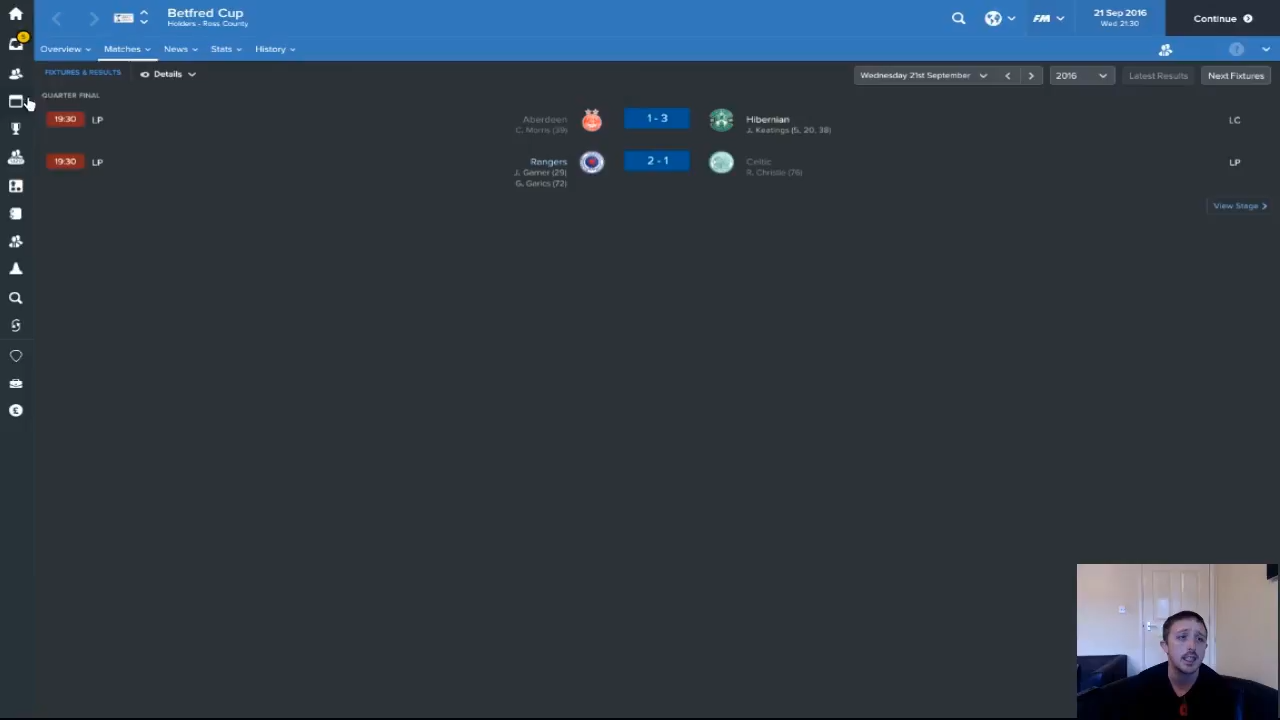 Betfred Cup
Holders - Ross County
FM
21 Sep 2016
Wed 21:30
Continue
5
Overview
Matches
News
Stats
History
FIXTURES & RESULTS
Details
Wednesday 21st September
2016
Latest Results
Next Fixtures
QUARTER FINAL
19:30 LP Aberdeen 1 - 3 Hibernian LC
C. Morris (39) J. Keatings (5, 20, 38)
19:30 LP Rangers 2 - 1 Celtic LP
J. Garner (29) R. Christie (76)
G. Garics (72)
View Stage